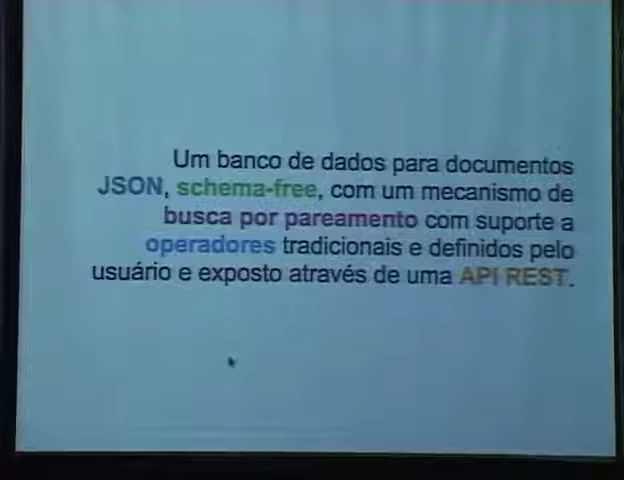 Um banco de dados para documentos
JSON, schema-free, com um mecanismo de
busca por pareamento com suporte a
operadores tradicionais e definidos pelo
usuário e exposto através de uma API REST.